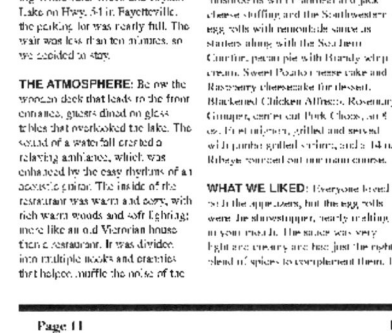 Lake on Hwy. 54 in Fayetteville,
the parking lot was nearly full. The
wait was less than ten minutes, so
we decided to stay.
THE ATMOSPHERE: Below the
wooden deck that leads to the front
entrance, guests dined on glass
tables that overlooked the lake. The
sound of a waterfall created a
relaxing ambiance, which was
enhanced by the easy rhythms of an
acoustic guitar. The inside of the
restaurant was warm and cozy, with
rich warm woods and soft lighting;
more like an old Victorian house
than a restaurant. It was divided
into multiple nooks and crannies
that helped muffle the noise of the
cheese stuffing and the Southwestern
egg rolls with remoulade sauce as
starters along with the Southern
Comfort pecan pie with Brandy whip
cream, Sweet Potato cheese cake and
Raspberry cheesecake for dessert.
Blackened Chicken Alfredo, Rosemary
Grouper, center cut Pork Chops, an 8
oz. Filet mignon, grilled and served
with jumbo grilled shrimp, and a 14
Ribeye rounded out our main course.
WHAT WE LIKED: Everyone loved
both the appetizers, but the egg rolls
were the showstopper, nearly melting
in your mouth. The sauce was very
light and creamy and had just the right
blend of spices to complement them.
Page 11